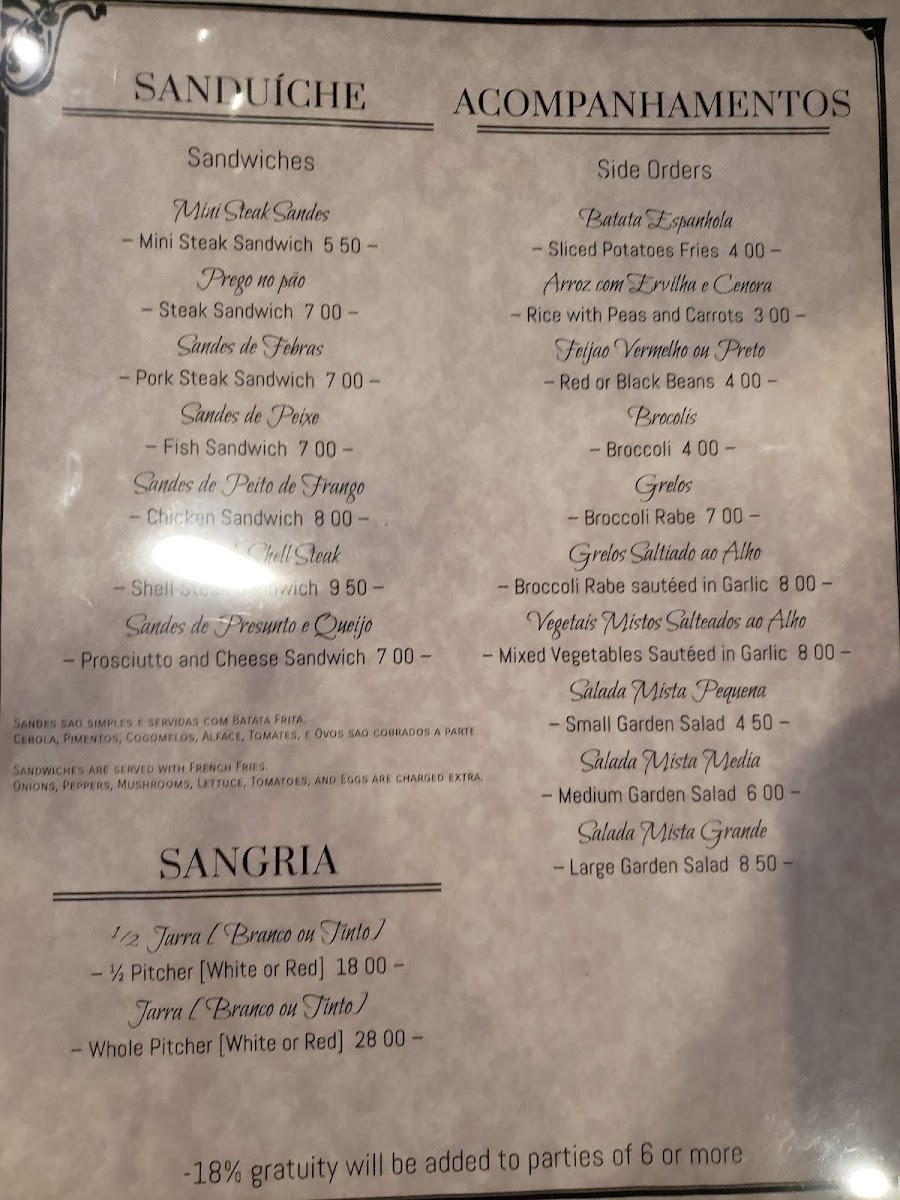 SANDUÍCHE
Sandwiches
Mini Steak Sandes
– Mini Steak Sandwich 5 50 –
Prego no pão
– Steak Sandwich 7 00 –
Sandes de Febras
– Pork Steak Sandwich 7 00 –
Sandes de Peixe
– Fish Sandwich 7 00 –
Sandes de Peito de Frango
– Chicken Sandwich 8 00 –
Shell Steak
– Shell Steak Sandwich 9 50 –
Sandes de Presunto e Queijo
– Prosciutto and Cheese Sandwich 7 00 –
Sandes sao simples e servidas com Batata Frita.
Cebola, Pimentos, Cogomelos, Alface, Tomates, e Ovos sao cobrados a parte.
Sandwiches are served with French Fries.
Onions, Peppers, Mushrooms, Lettuce, Tomatoes, and Eggs are charged extra.
SANGRIA
1/2 Jarra [ Branco ou Tinto ]
– ½ Pitcher [White or Red] 18 00 –
Jarra [ Branco ou Tinto ]
– Whole Pitcher [White or Red] 28 00 –
ACOMPANHAMENTOS
Side Orders
Batata Espanhola
– Sliced Potatoes Fries 4 00 –
Arroz com Ervilha e Cenora
– Rice with Peas and Carrots 3 00 –
Feijao Vermelho ou Preto
– Red or Black Beans 4 00 –
Brocolis
– Broccoli 4 00 –
Grelos
– Broccoli Rabe 7 00 –
Grelos Saltiado ao Alho
– Broccoli Rabe sautéed in Garlic 8 00 –
Vegetais Mistos Salteados ao Alho
– Mixed Vegetables Sautéed in Garlic 8 00 –
Salada Mista Pequena
– Small Garden Salad 4 50 –
Salada Mista Media
– Medium Garden Salad 6 00 –
Salada Mista Grande
– Large Garden Salad 8 50 –
-18% gratuity will be added to parties of 6 or more